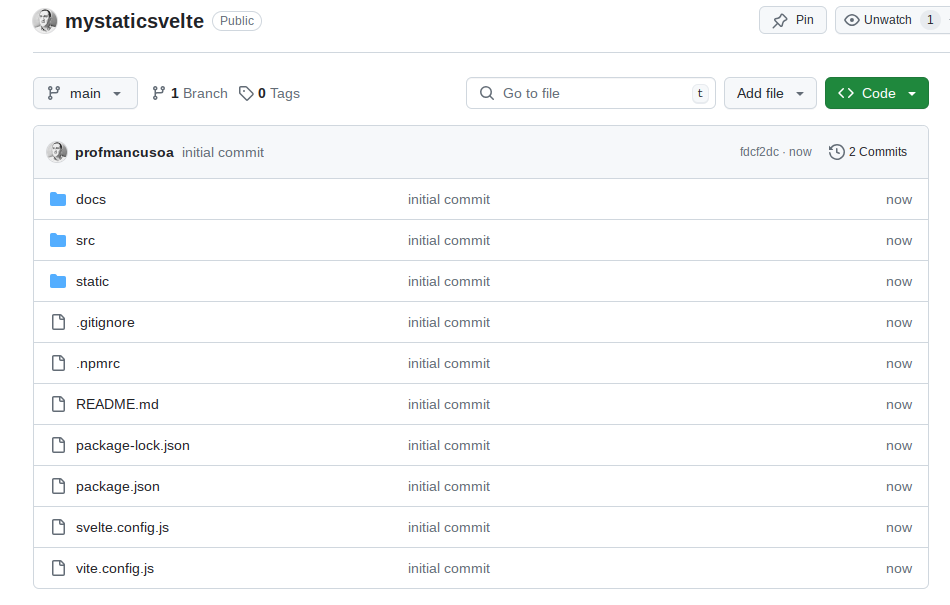 mystaticsvelte Public Pin Unwatch 1
main 1 Branch 0 Tags Go to file t Add file Code
profmancusoa initial commit fdcf2dc · now 2 Commits
docs initial commit now
src initial commit now
static initial commit now
.gitignore initial commit now
.npmrc initial commit now
README.md initial commit now
package-lock.json initial commit now
package.json initial commit now
svelte.config.js initial commit now
vite.config.js initial commit now